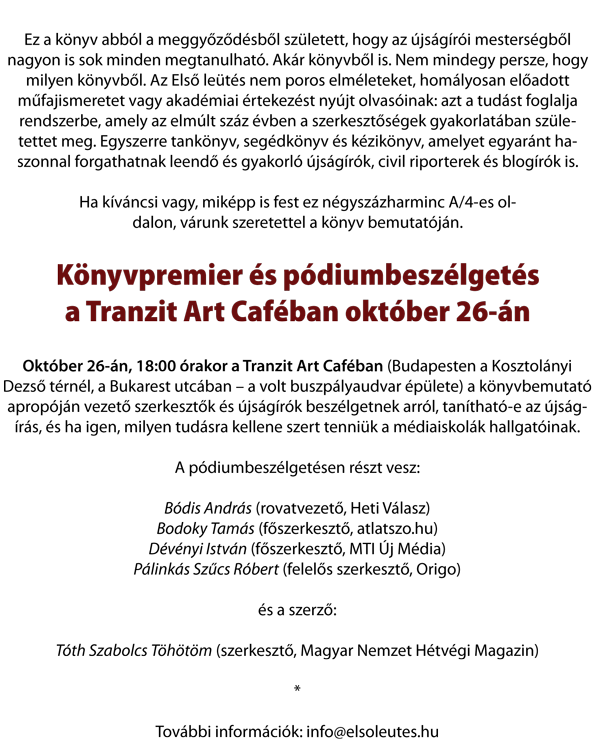 Ez a könyv abból a meggyőződésből született, hogy az újságírói mesterségből
nagyon is sok minden megtanulható. Akár könyvből is. Nem mindegy persze, hogy
milyen könyvből. Az Első leütés nem poros elméleteket, homályosan előadott
műfajismeretet vagy akadémiai értekezést nyújt olvasóinak: azt a tudást foglalja
rendszerbe, amely az elmúlt száz évben a szerkesztőségek gyakorlatában szüle-
tettet meg. Egyszerre tankönyv, segédkönyv és kézikönyv, amelyet egyaránt ha-
szonnal forgathatnak leendő és gyakorló újságírók, civil riporterek és blogírók is.
Ha kíváncsi vagy, miképp is fest ez négyszázharminc A/4-es ol-
dalon, várunk szeretettel a könyv bemutatóján.
Könyvpremier és pódiumbeszélgetés
a Tranzit Art Caféban október 26-án
Október 26-án, 18:00 órakor a Tranzit Art Caféban (Budapesten a Kosztolányi
Dezső térnél, a Bukarest utcában – a volt buszpályaudvar épülete) a könyvbemutató
apropóján vezető szerkesztők és újságírók beszélgetnek arról, tanítható-e az újság-
írás, és ha igen, milyen tudásra kellene szert tenniük a médiaiskolák hallgatóinak.
A pódiumbeszélgetésen részt vesz:
Bódis András (rovatvezető, Heti Válasz)
Bodoky Tamás (főszerkesztő, atlatszo.hu)
Dévényi István (főszerkesztő, MTI Új Média)
Pálinkás Szűcs Róbert (felelős szerkesztő, Origo)
és a szerző:
Tóth Szabolcs Töhötöm (szerkesztő, Magyar Nemzet Hétvégi Magazin)
*
További információk: info@elsoleutes.hu